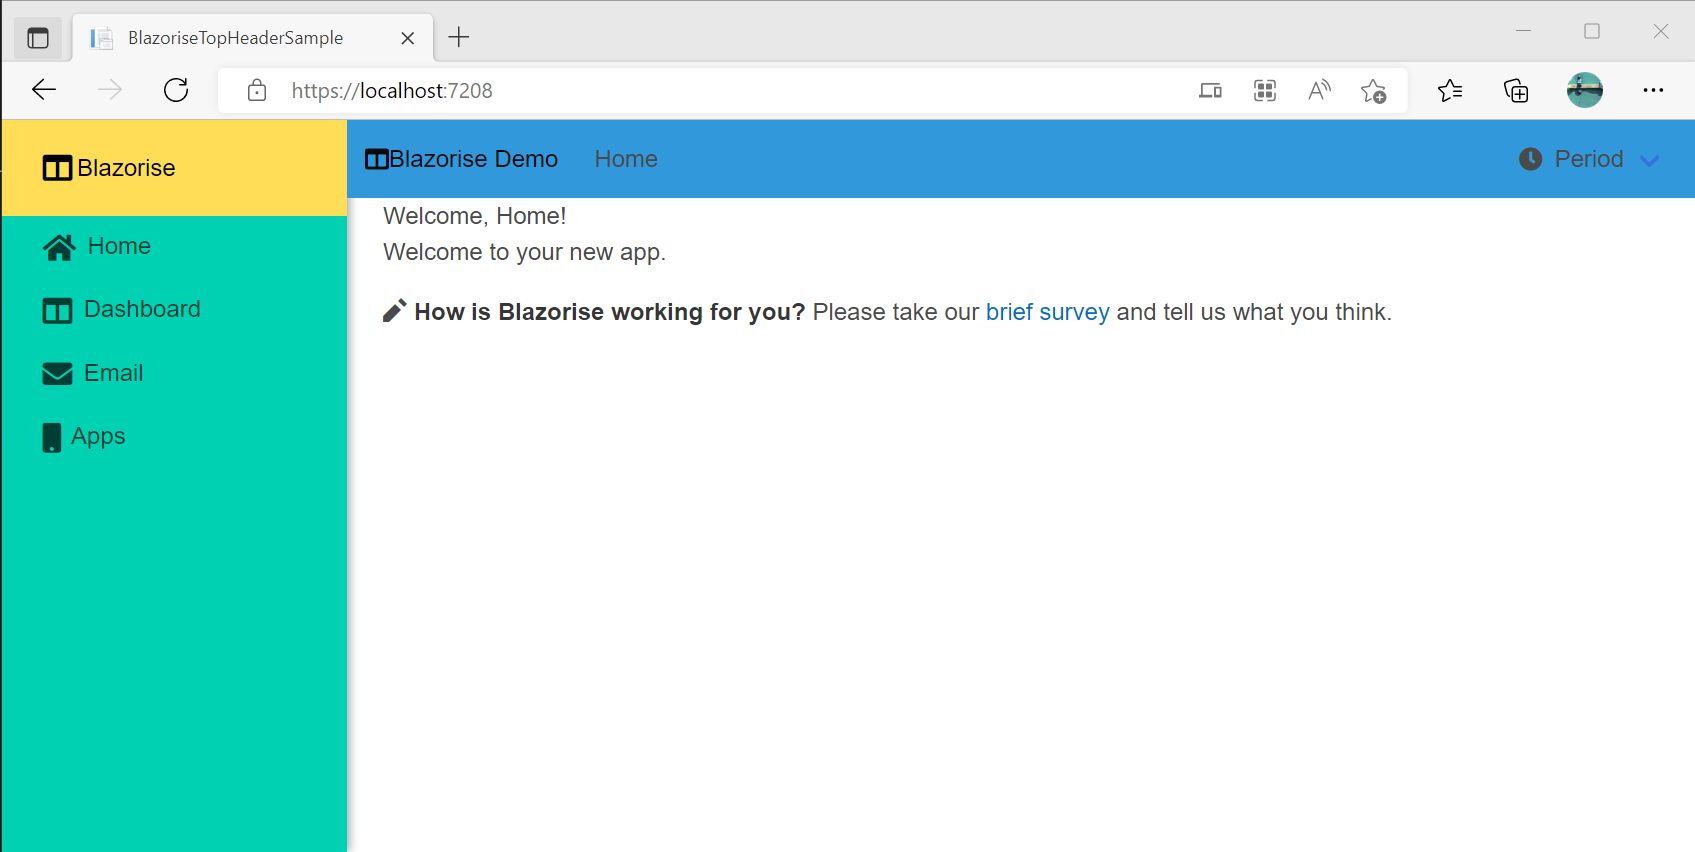 BlazoriseTopHeaderSample
https://localhost:7208
Blazorise
Blazorise Demo Home Period
Home
Dashboard
Email
Apps
Welcome, Home!
Welcome to your new app.
How is Blazorise working for you? Please take our brief survey and tell us what you think.